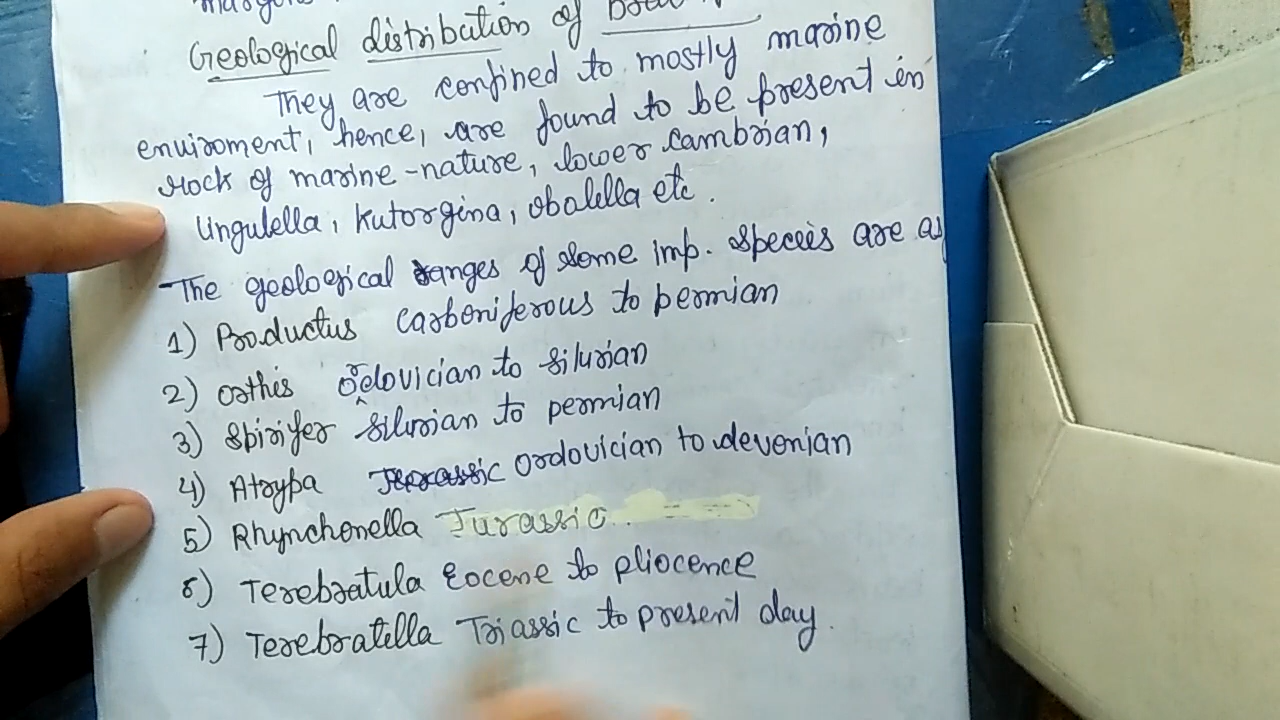 Geological distribution of
They are confined to mostly marine
enviroment, hence, are found to be present in
rock of marine-nature, lower cambrian,
Ungulella, Kutorgina, obolella etc.
The geological ranges of some imp. species are as
1) Productus carboniferous to permian
2) Orthis ordovician to silurian
3) Spirifer silurian to permian
4) Atrypa Jurassic ordovician to devonian
5) Rhynchonella Jurassic
6) Terebratula Eocene to pliocence
7) Terebratella Triassic to present day.